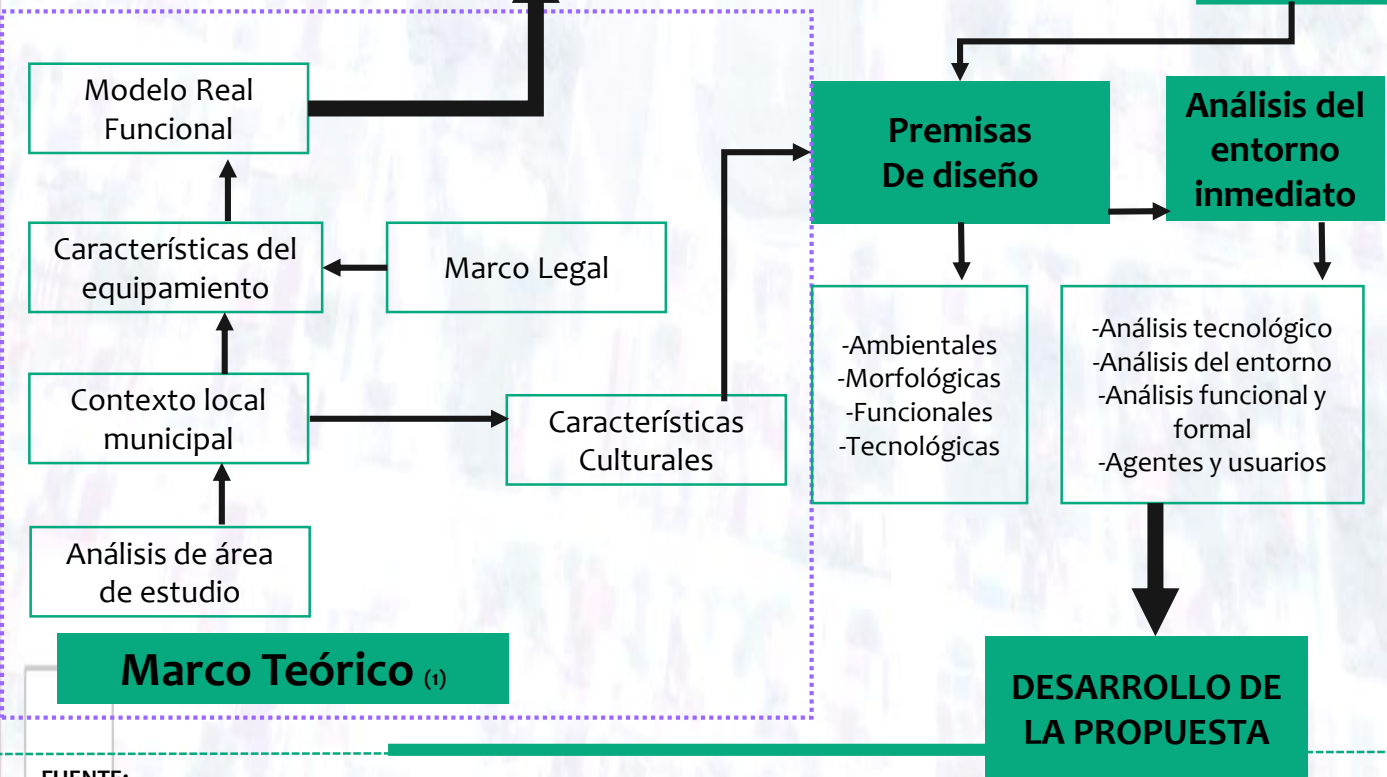 Modelo Real
Funcional
Características del
equipamiento
Marco Legal
Contexto local
municipal
Características
Culturales
Análisis de área
de estudio
Marco Teórico (1)
Premisas
De diseño
Análisis del
entorno
inmediato
-Ambientales
-Morfológicas
-Funcionales
-Tecnológicas
-Análisis tecnológico
-Análisis del entorno
-Análisis funcional y
formal
-Agentes y usuarios
DESARROLLO DE
LA PROPUESTA
FUENTE: